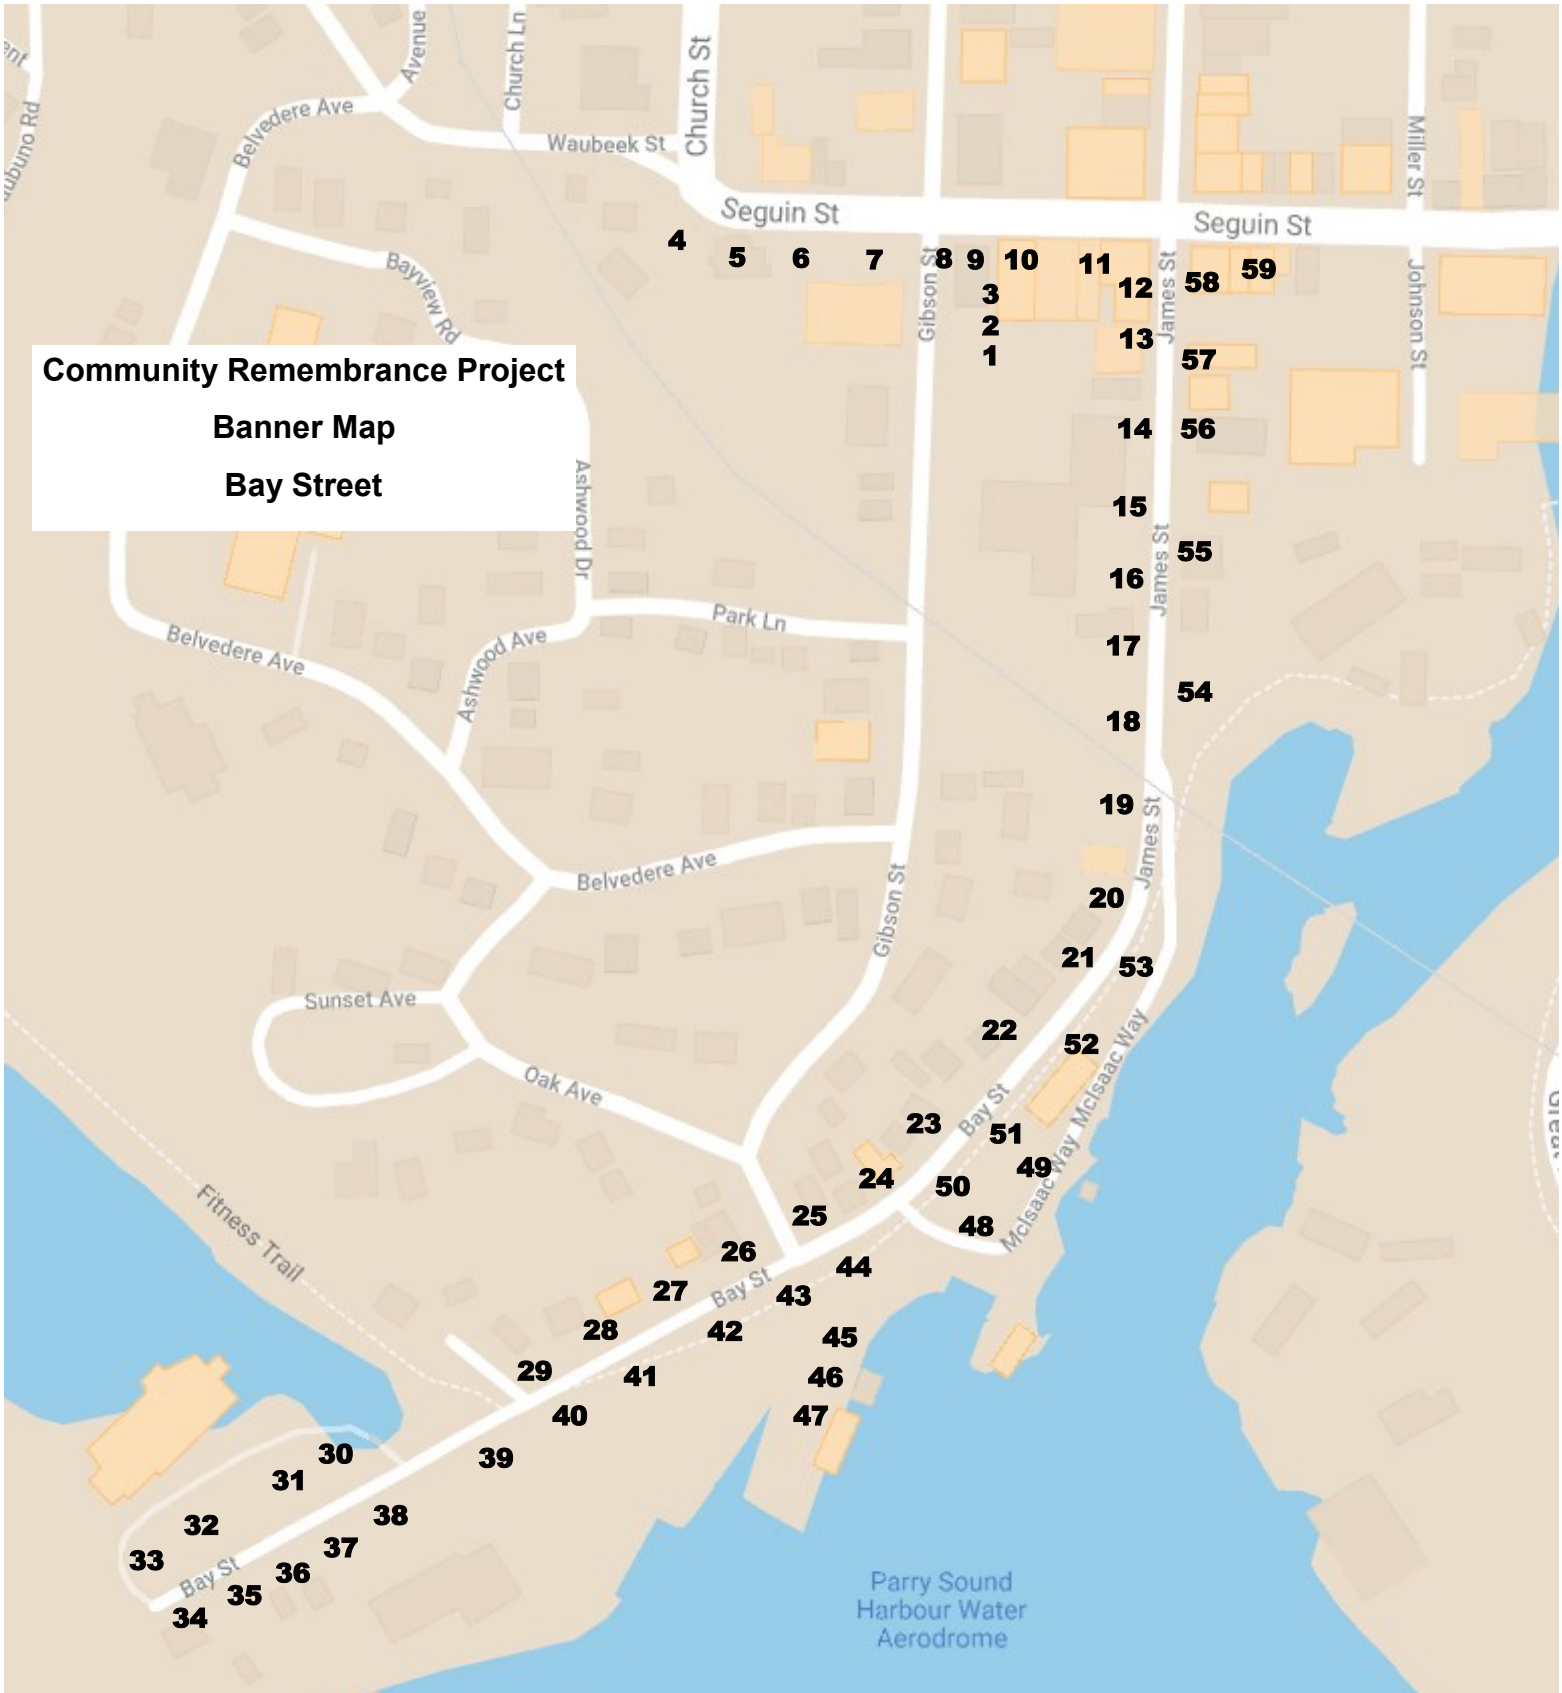 ent
Avenue
Church Ln
Church St
Belvedere Ave
Waubeek St
Miller St
Seguin St
Seguin St
4
5
6
7
8
9
10
11
12
58
59
Bayview Rd
Gibson St
James St
Johnson St
3
2
1
13
57
Community Remembrance Project
Banner Map
Bay Street
14
56
Ashwood Dr
15
55
James St
16
Park Ln
Belvedere Ave
Ashwood Ave
17
54
18
19
James St
Belvedere Ave
Gibson St
20
21
53
Sunset Ave
22
52
Oak Ave
McIsaac Way
Bay St
23
51
49
McIsaac Way
24
50
25
48
Fitness Trail
26
44
27
Bay St
43
28
42
45
29
41
46
40
47
30
39
31
38
32
37
33
36
Bay St
35
34
Parry Sound
Harbour Water
Aerodrome